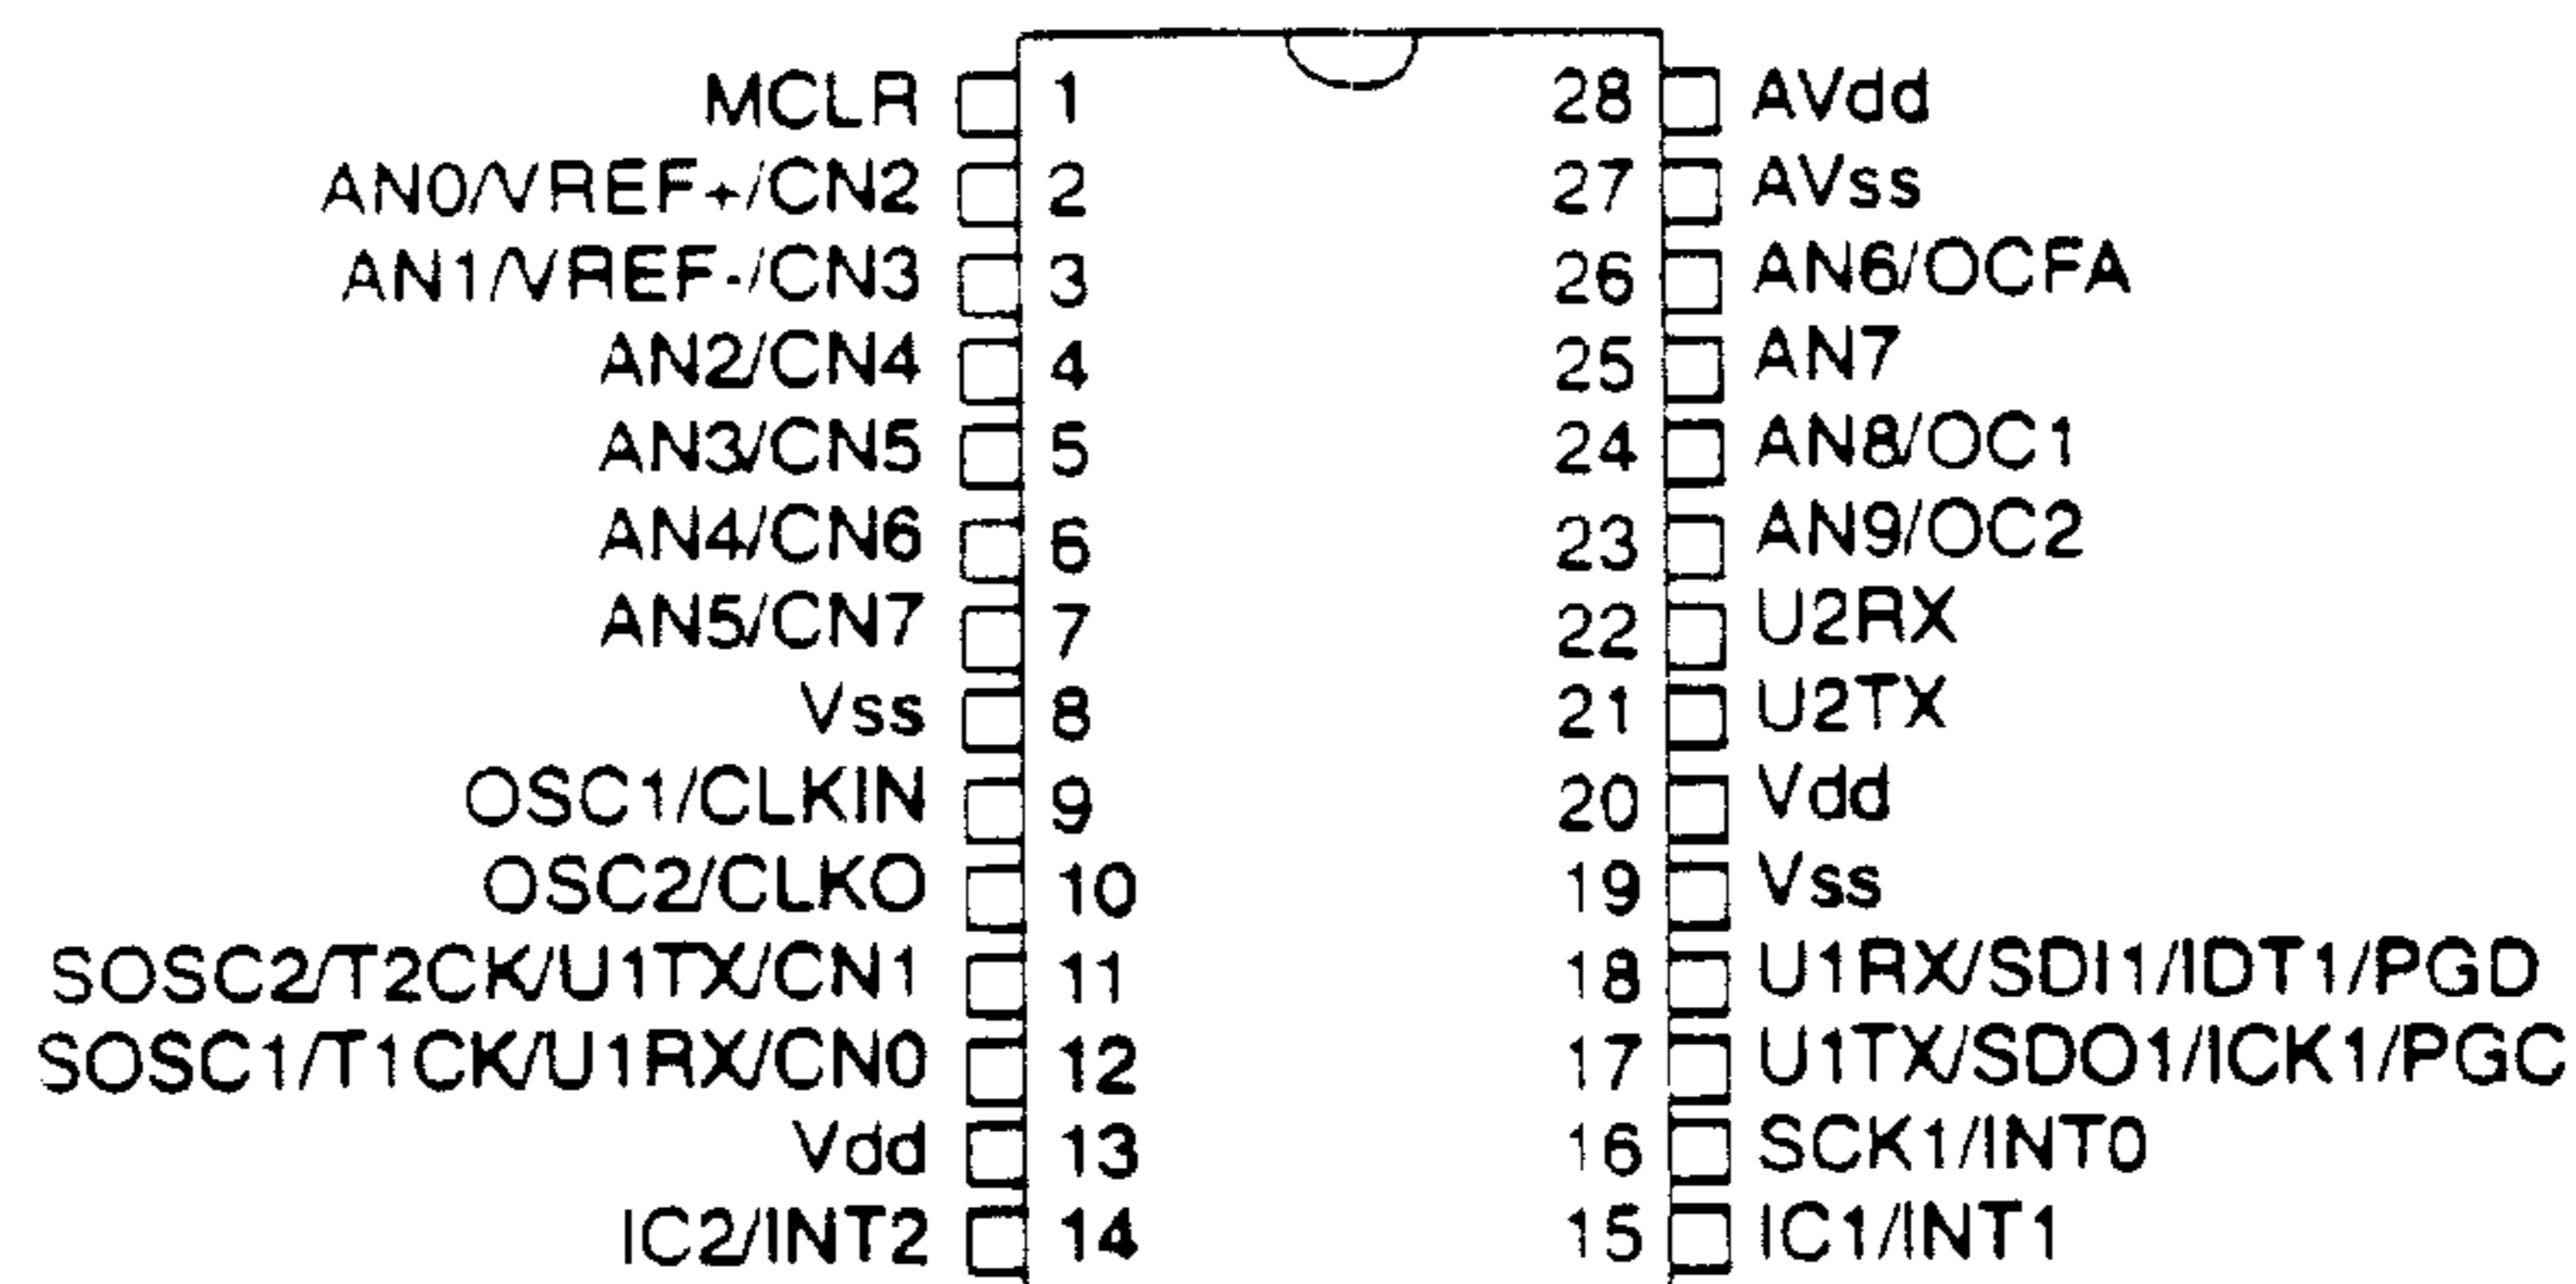 MCLR 1 28 AVdd
AN0/VREF+/CN2 2 27 AVss
AN1/VREF-/CN3 3 26 AN6/OCFA
AN2/CN4 4 25 AN7
AN3/CN5 5 24 AN8/OC1
AN4/CN6 6 23 AN9/OC2
AN5/CN7 7 22 U2RX
Vss 8 21 U2TX
OSC1/CLKIN 9 20 Vdd
OSC2/CLKO 10 19 Vss
SOSC2/T2CK/U1TX/CN1 11 18 U1RX/SDI1/IDT1/PGD
SOSC1/T1CK/U1RX/CN0 12 17 U1TX/SDO1/ICK1/PGC
Vdd 13 16 SCK1/INT0
IC2/INT2 14 15 IC1/INT1